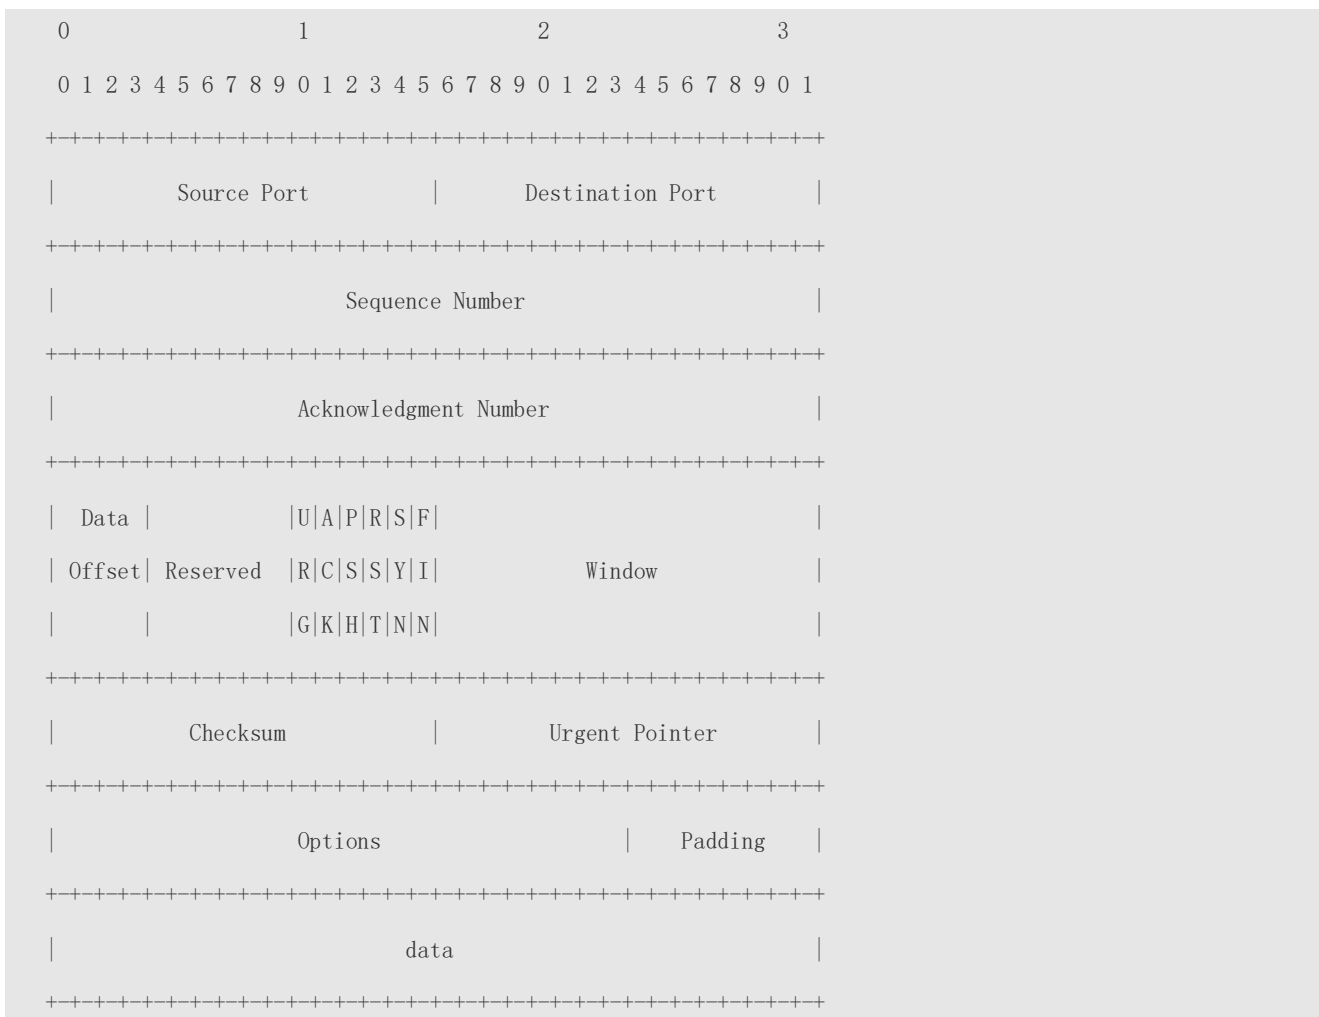 0                   1                   2                   3
 0 1 2 3 4 5 6 7 8 9 0 1 2 3 4 5 6 7 8 9 0 1 2 3 4 5 6 7 8 9 0 1
+-+-+-+-+-+-+-+-+-+-+-+-+-+-+-+-+-+-+-+-+-+-+-+-+-+-+-+-+-+-+-+-+
|          Source Port          |       Destination Port        |
+-+-+-+-+-+-+-+-+-+-+-+-+-+-+-+-+-+-+-+-+-+-+-+-+-+-+-+-+-+-+-+-+
|                        Sequence Number                        |
+-+-+-+-+-+-+-+-+-+-+-+-+-+-+-+-+-+-+-+-+-+-+-+-+-+-+-+-+-+-+-+-+
|                    Acknowledgment Number                      |
+-+-+-+-+-+-+-+-+-+-+-+-+-+-+-+-+-+-+-+-+-+-+-+-+-+-+-+-+-+-+-+-+
|  Data |           |U|A|P|R|S|F|                               |
| Offset| Reserved  |R|C|S|S|Y|I|            Window             |
|       |           |G|K|H|T|N|N|                               |
+-+-+-+-+-+-+-+-+-+-+-+-+-+-+-+-+-+-+-+-+-+-+-+-+-+-+-+-+-+-+-+-+
|           Checksum            |         Urgent Pointer        |
+-+-+-+-+-+-+-+-+-+-+-+-+-+-+-+-+-+-+-+-+-+-+-+-+-+-+-+-+-+-+-+-+
|                    Options                    |    Padding    |
+-+-+-+-+-+-+-+-+-+-+-+-+-+-+-+-+-+-+-+-+-+-+-+-+-+-+-+-+-+-+-+-+
|                             data                              |
+-+-+-+-+-+-+-+-+-+-+-+-+-+-+-+-+-+-+-+-+-+-+-+-+-+-+-+-+-+-+-+-+